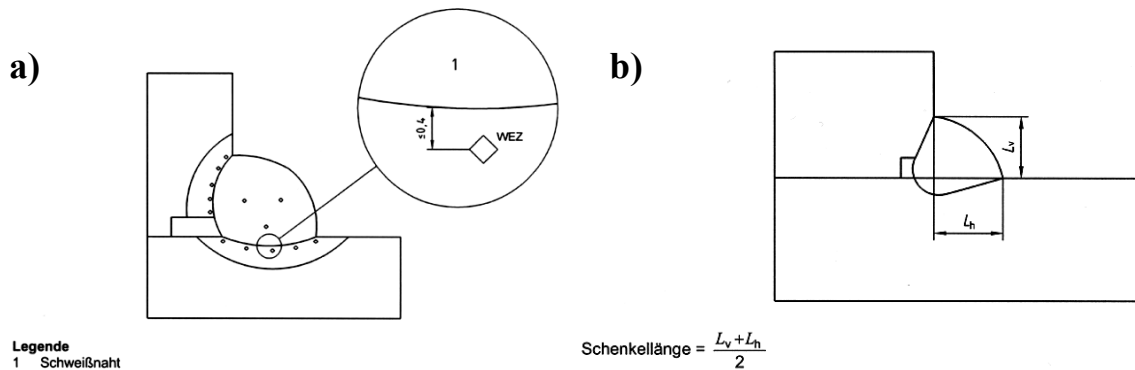 a)
1
≤0,4
WEZ
Legende
1 Schweißnaht
b)
Lv
Lh
Schenkellänge = Lv+Lh
2